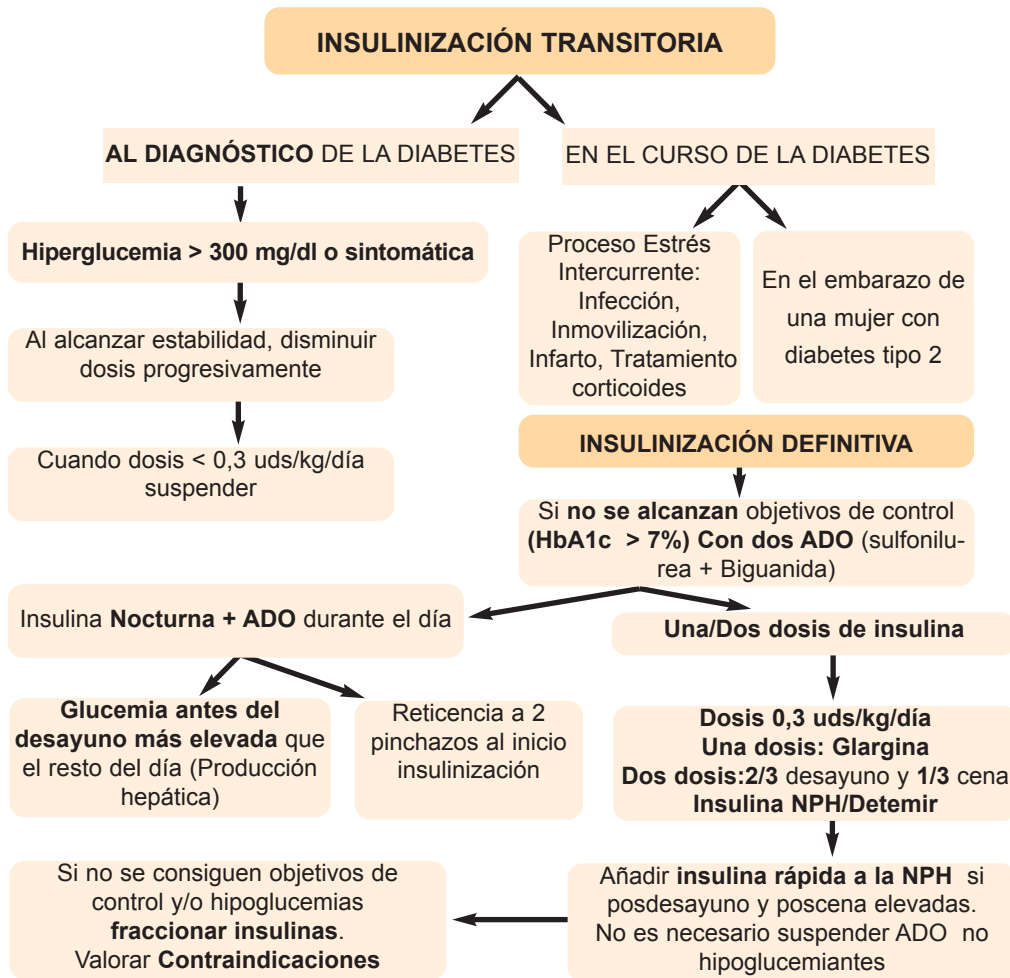 INSULINIZACIÓN TRANSITORIA
AL DIAGNÓSTICO DE LA DIABETES
EN EL CURSO DE LA DIABETES
Hiperglucemia > 300 mg/dl o sintomática
Al alcanzar estabilidad, disminuir
dosis progresivamente
Cuando dosis < 0,3 uds/kg/día
suspender
Proceso Estrés
Intercurrente:
Infección,
Inmovilización,
Infarto, Tratamiento
corticoides
En el embarazo de
una mujer con
diabetes tipo 2
INSULINIZACIÓN DEFINITIVA
Si no se alcanzan objetivos de control
(HbA1c > 7%) Con dos ADO (sulfonilu-
rea + Biguanida)
Insulina Nocturna + ADO durante el día
Glucemia antes del
desayuno más elevada que
el resto del día (Producción
hepática)
Reticencia a 2
pinchazos al inicio
insulinización
Una/Dos dosis de insulina
Dosis 0,3 uds/kg/día
Una dosis: Glargina
Dos dosis:2/3 desayuno y 1/3 cena
Insulina NPH/Detemir
Añadir insulina rápida a la NPH si
posdesayuno y poscena elevadas.
No es necesario suspender ADO no
hipoglucemiantes
Si no se consiguen objetivos de
control y/o hipoglucemias
fraccionar insulinas.
Valorar Contraindicaciones